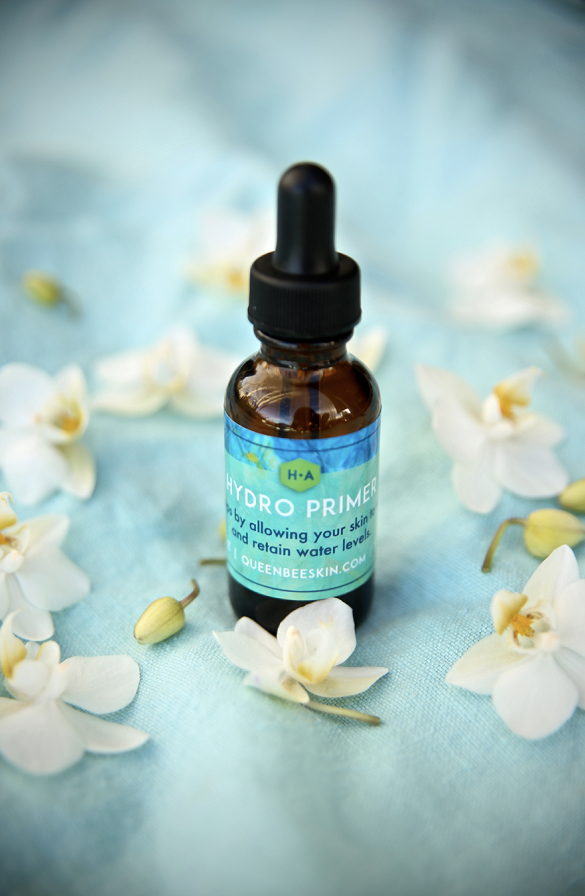 H·A
HYDRO PRIMER
by allowing your skin to
and retain water levels.
| QUEENBEESKIN.COM